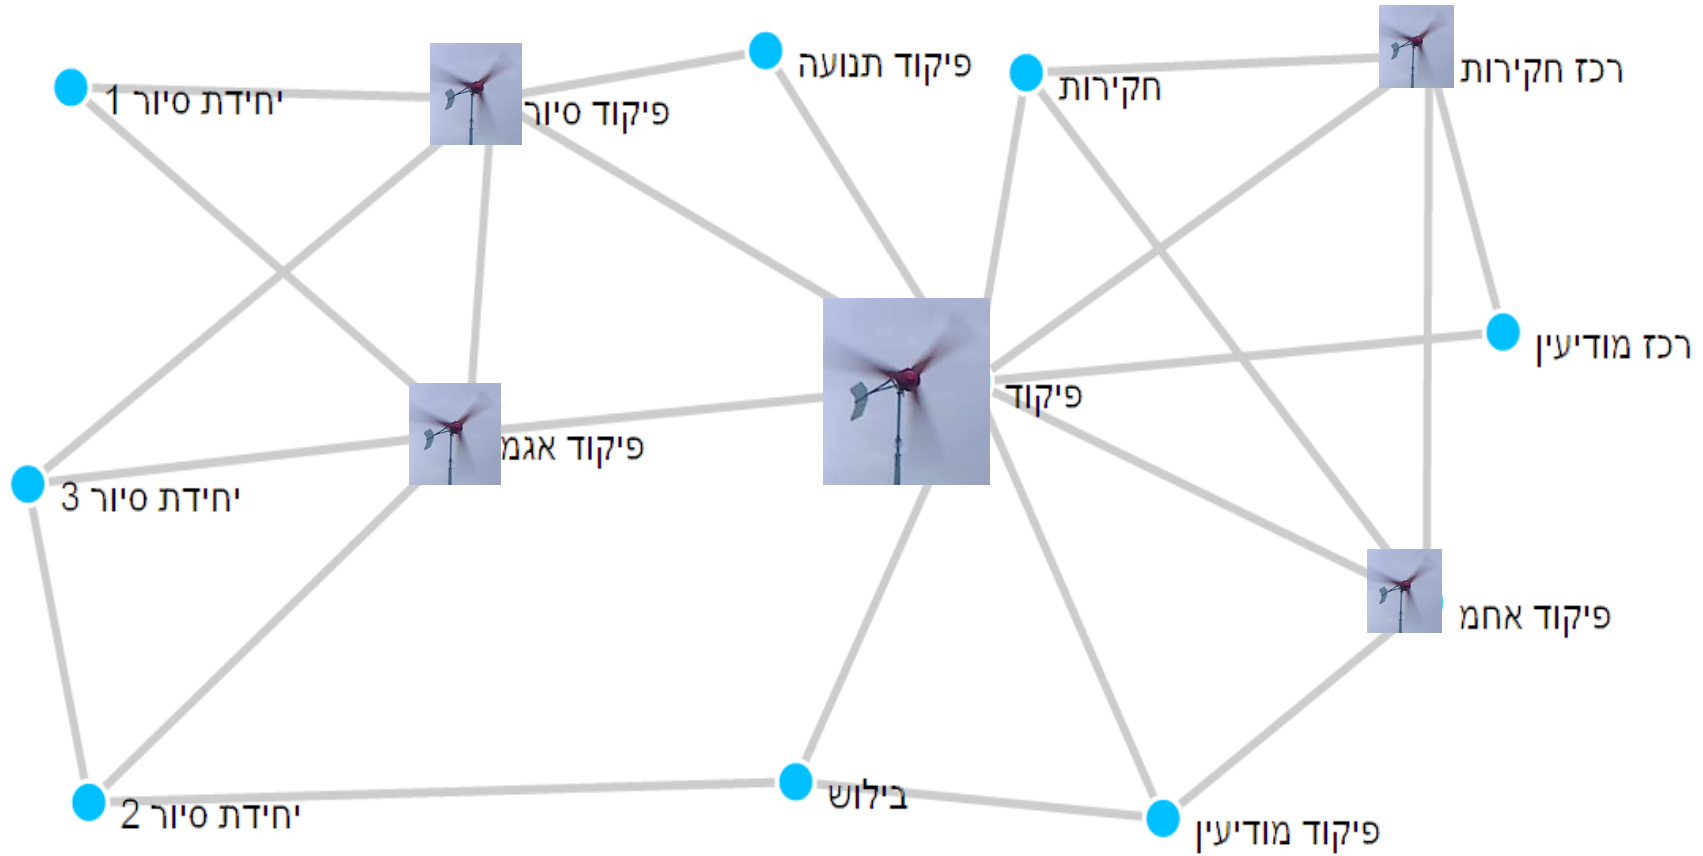 פיקוד תנועה
רכז חקירות
חקירות
יחידת סיור 1
פיקוד סיור
רכז מודיעין
פיקוד
פיקוד אגמ
יחידת סיור 3
פיקוד אחמ
בילוש
יחידת סיור 2
פיקוד מודיעין